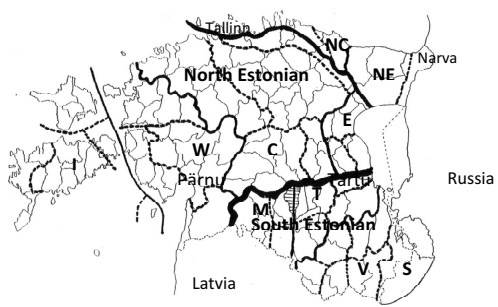 Tallinn
NC
Narva
North Estonian
NE
E
W
C
I
Pärnu
Tartu
Russia
T
M
South Estonian
V
S
Latvia